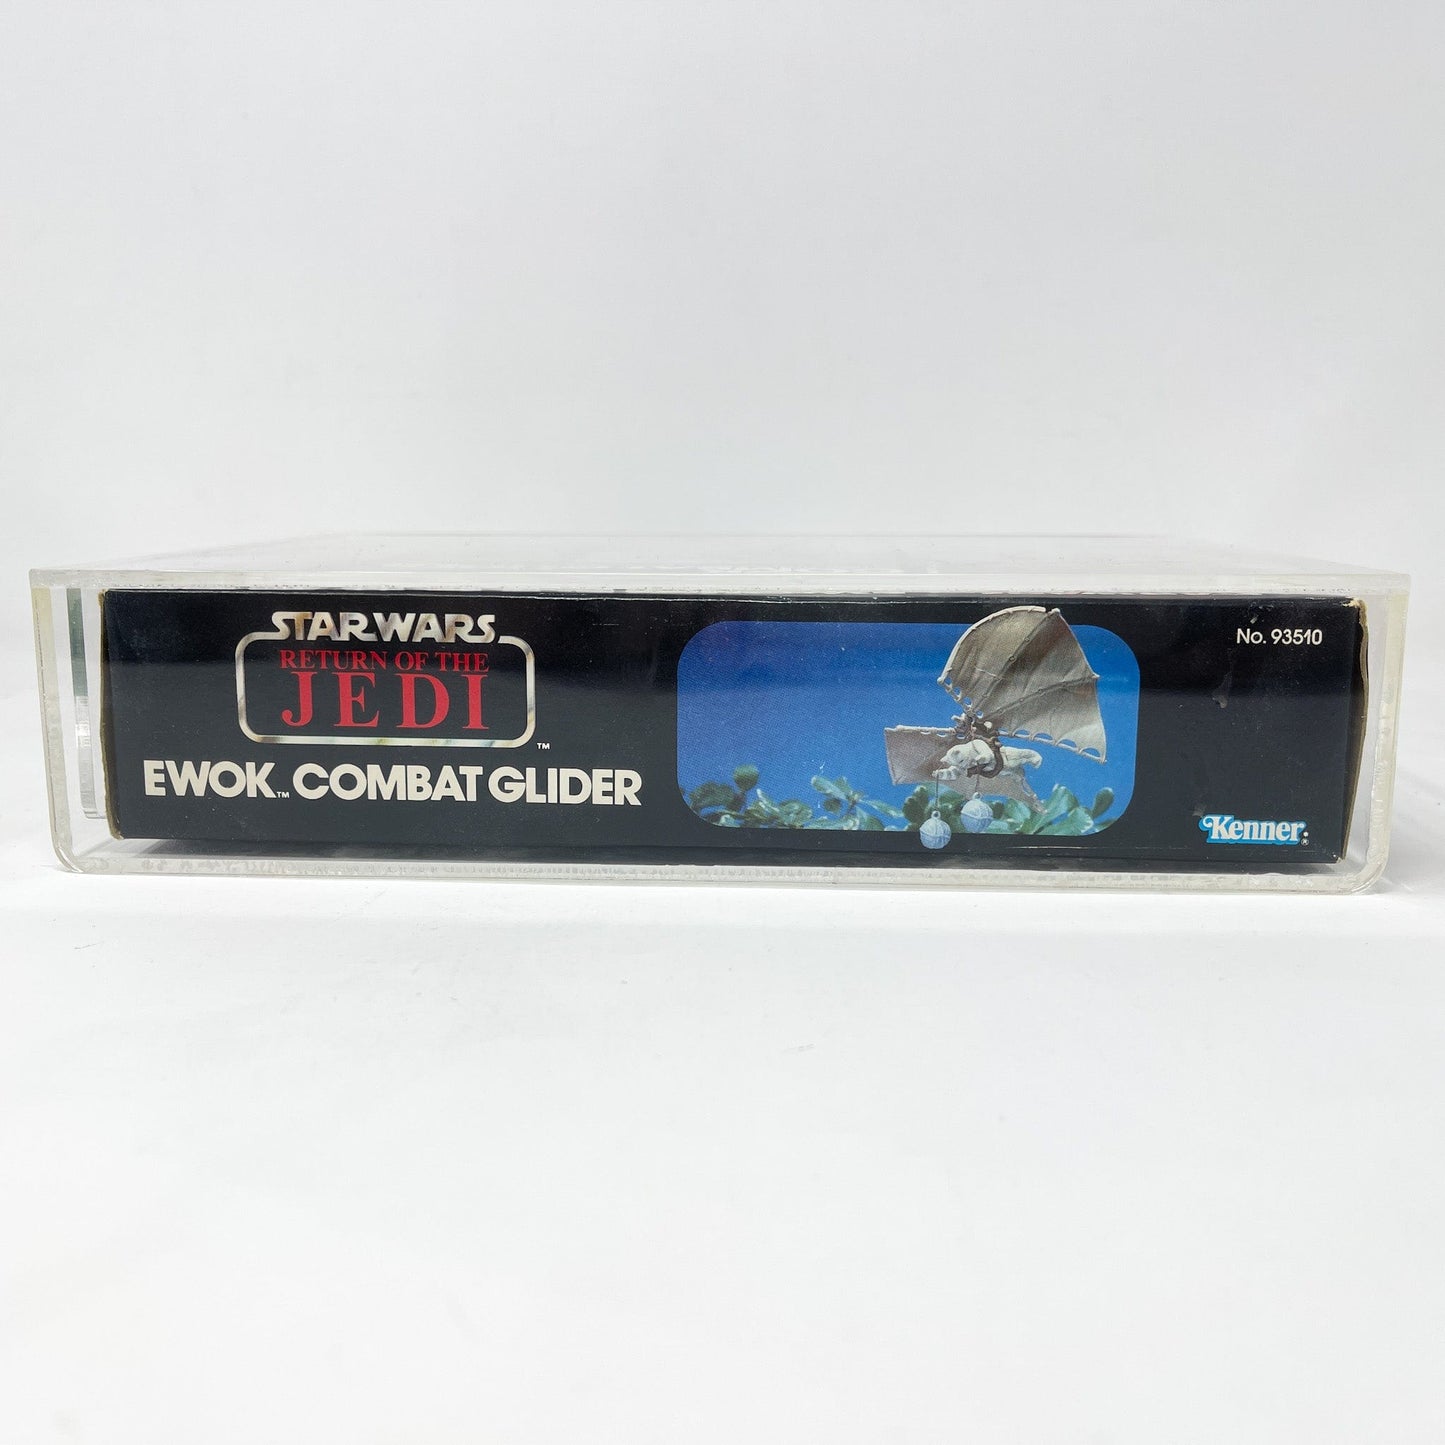 STAR WARS
RETURN OF THE
JEDI
™
EWOK™ COMBAT GLIDER
No. 93510
Kenner®